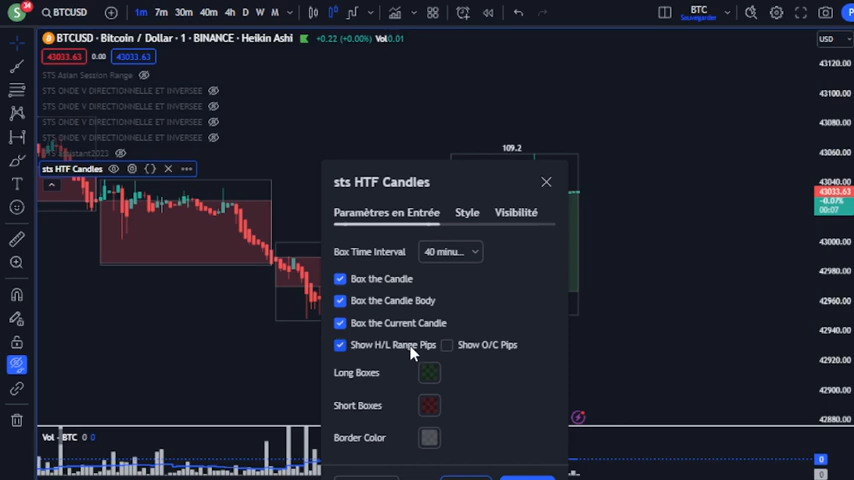 S 34 BTCUSD 1m 7m 30m 40m 4h D W M BTC Sauvegarder
BTCUSD · Bitcoin / Dollar · 1 · BINANCE · Heikin Ashi +0.22 (+0.00%) Vol0.01 USD
43033.63 0.00 43033.63
STS Asian Session Range
STS ONDE V DIRECTIONNELLE ET INVERSEE
STS ONDE V DIRECTIONNELLE ET INVERSEE
STS ONDE V DIRECTIONNELLE ET INVERSEE
STS ONDE V DIRECTIONNELLE ET INVERSEE
sts HTF Candles
109.2
sts HTF Candles
Paramètres en Entrée Style Visibilité
Box Time Interval 40 minu...
Box the Candle
Box the Candle Body
Box the Current Candle
Show H/L Range Pips Show O/C Pips
Long Boxes
Short Boxes
Border Color
43120.00
43100.00
43080.00
43060.00
43040.00
43033.63
-0.07%
00:07
43000.00
42980.00
42960.00
42940.00
42920.00
42900.00
42880.00
Vol · BTC 0 0
0
0